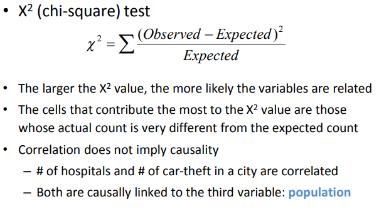 • Χ² (chi-square) test
χ² = ∑ (Observed − Expected)² / Expected
• The larger the Χ² value, the more likely the variables are related
• The cells that contribute the most to the Χ² value are those
whose actual count is very different from the expected count
• Correlation does not imply causality
– # of hospitals and # of car-theft in a city are correlated
– Both are causally linked to the third variable: population